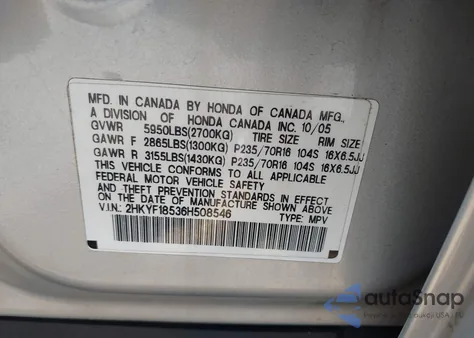 MFD. IN CANADA BY HONDA OF CANADA MFG.,
A DIVISION OF HONDA CANADA INC. 10/05
GVWR 5950LBS(2700KG) TIRE SIZE RIM SIZE
GAWR F 2865LBS(1300KG) P235/70R16 104S 16X6.5JJ
GAWR R 3155LBS(1430KG) P235/70R16 104S 16X6.5JJ
THIS VEHICLE CONFORMS TO ALL APPLICABLE
FEDERAL MOTOR VEHICLE SAFETY AND
THEFT PREVENTION STANDARDS IN EFFECT
ON THE DATE OF MANUFACTURE SHOWN ABOVE.
V.I.N.: 2HKYF18536H508546 TYPE: MPV
autoSnap